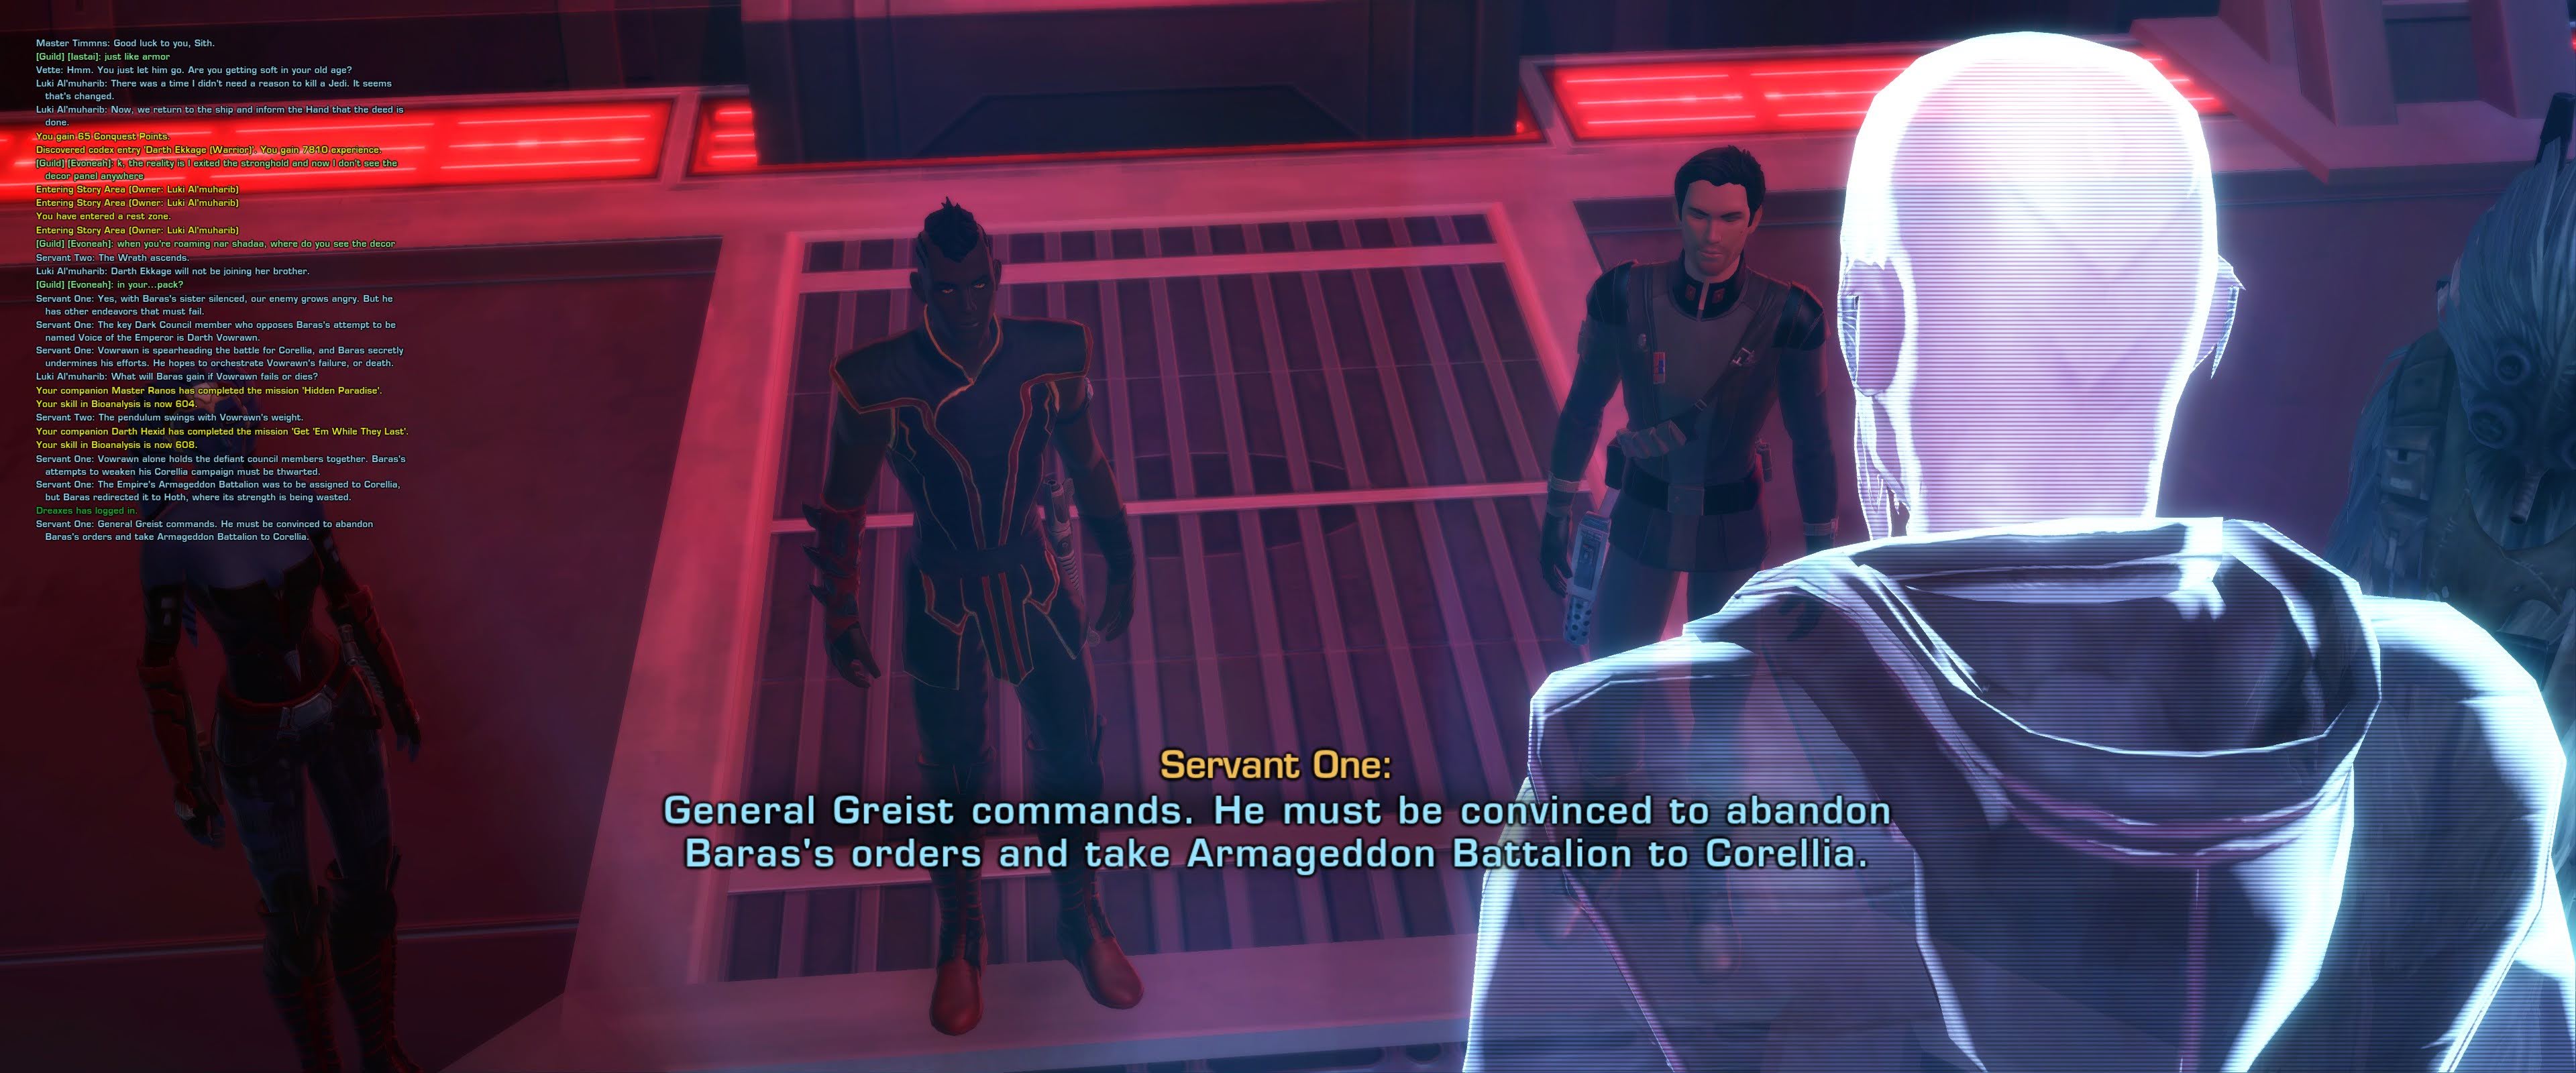 Master Timmns: Good luck to you, Sith.
[Guild] [Iastai]: just like armor
Vette: Hmm. You just let him go. Are you getting soft in your old age?
Luki Al'muharib: There was a time I didn't need a reason to kill a Jedi. It seems
that's changed.
Luki Al'muharib: Now, we return to the ship and inform the Hand that the deed is
done.
You gain 65 Conquest Points.
Discovered codex entry 'Darth Ekkage (Warrior)'. You gain 7810 experience.
[Guild] [Evoneah]: k, the reality is I exited the stronghold and now I don't see the
decor panel anywhere
Entering Story Area (Owner: Luki Al'muharib)
Entering Story Area (Owner: Luki Al'muharib)
You have entered a rest zone.
Entering Story Area (Owner: Luki Al'muharib)
[Guild] [Evoneah]: when you're roaming nar shadaa, where do you see the decor
Servant Two: The Wrath ascends.
Luki Al'muharib: Darth Ekkage will not be joining her brother.
[Guild] [Evoneah]: in your...pack?
Servant One: Yes, with Baras's sister silenced, our enemy grows angry. But he
has other endeavors that must fail.
Servant One: The key Dark Council member who opposes Baras's attempt to be
named Voice of the Emperor is Darth Vowrawn.
Servant One: Vowrawn is spearheading the battle for Corellia, and Baras secretly
undermines his efforts. He hopes to orchestrate Vowrawn's failure, or death.
Luki Al'muharib: What will Baras gain if Vowrawn fails or dies?
Your companion Master Ranos has completed the mission 'Hidden Paradise'.
Your skill in Bioanalysis is now 604.
Servant Two: The pendulum swings with Vowrawn's weight.
Your companion Darth Hexid has completed the mission 'Get 'Em While They Last'.
Your skill in Bioanalysis is now 608.
Servant One: Vowrawn alone holds the defiant council members together. Baras's
attempts to weaken his Corellia campaign must be thwarted.
Servant One: The Empire's Armageddon Battalion was to be assigned to Corellia,
but Baras redirected it to Hoth, where its strength is being wasted.
Dreaxes has logged in.
Servant One: General Greist commands. He must be convinced to abandon
Baras's orders and take Armageddon Battalion to Corellia.
Servant One:
General Greist commands. He must be convinced to abandon
Baras's orders and take Armageddon Battalion to Corellia.